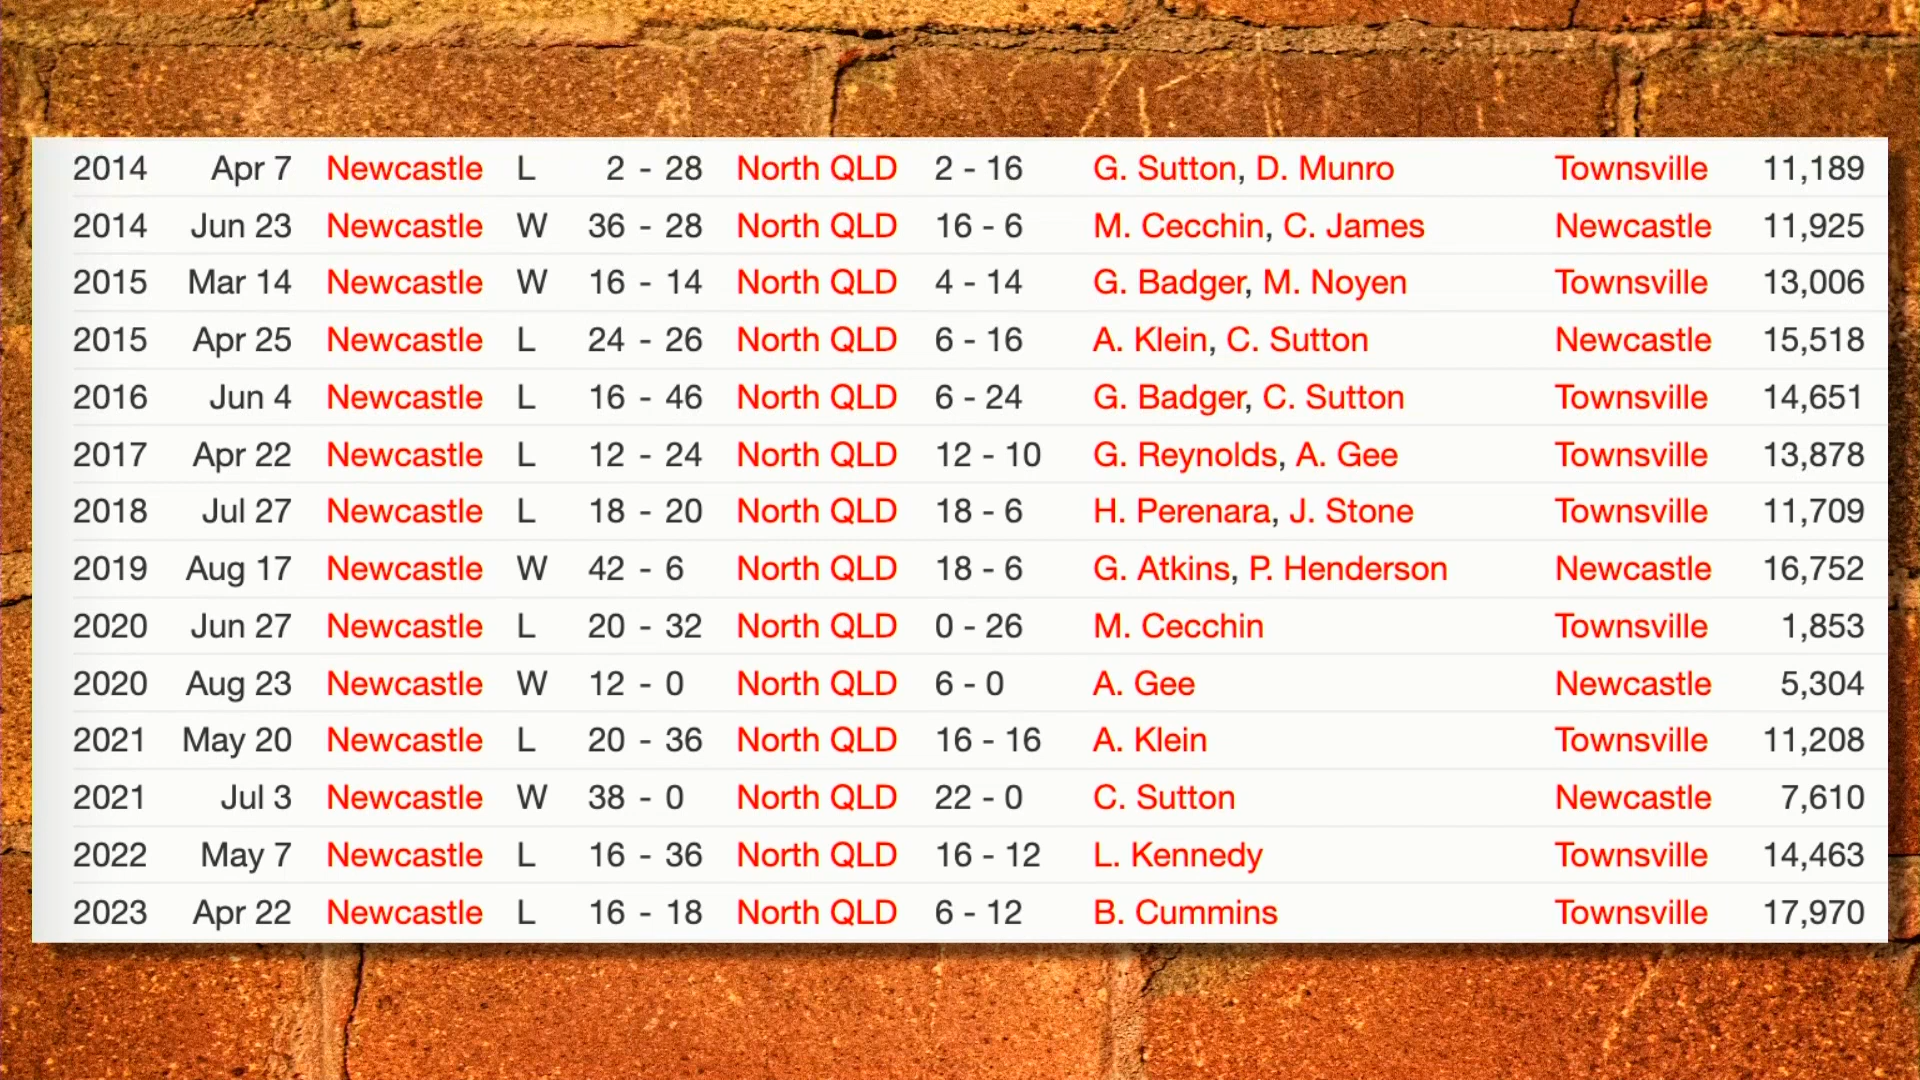 2014 Apr 7 Newcastle L 2 - 28 North QLD 2 - 16 G. Sutton, D. Munro Townsville 11,189
2014 Jun 23 Newcastle W 36 - 28 North QLD 16 - 6 M. Cecchin, C. James Newcastle 11,925
2015 Mar 14 Newcastle W 16 - 14 North QLD 4 - 14 G. Badger, M. Noyen Townsville 13,006
2015 Apr 25 Newcastle L 24 - 26 North QLD 6 - 16 A. Klein, C. Sutton Newcastle 15,518
2016 Jun 4 Newcastle L 16 - 46 North QLD 6 - 24 G. Badger, C. Sutton Townsville 14,651
2017 Apr 22 Newcastle L 12 - 24 North QLD 12 - 10 G. Reynolds, A. Gee Townsville 13,878
2018 Jul 27 Newcastle L 18 - 20 North QLD 18 - 6 H. Perenara, J. Stone Townsville 11,709
2019 Aug 17 Newcastle W 42 - 6 North QLD 18 - 6 G. Atkins, P. Henderson Newcastle 16,752
2020 Jun 27 Newcastle L 20 - 32 North QLD 0 - 26 M. Cecchin Townsville 1,853
2020 Aug 23 Newcastle W 12 - 0 North QLD 6 - 0 A. Gee Newcastle 5,304
2021 May 20 Newcastle L 20 - 36 North QLD 16 - 16 A. Klein Townsville 11,208
2021 Jul 3 Newcastle W 38 - 0 North QLD 22 - 0 C. Sutton Newcastle 7,610
2022 May 7 Newcastle L 16 - 36 North QLD 16 - 12 L. Kennedy Townsville 14,463
2023 Apr 22 Newcastle L 16 - 18 North QLD 6 - 12 B. Cummins Townsville 17,970